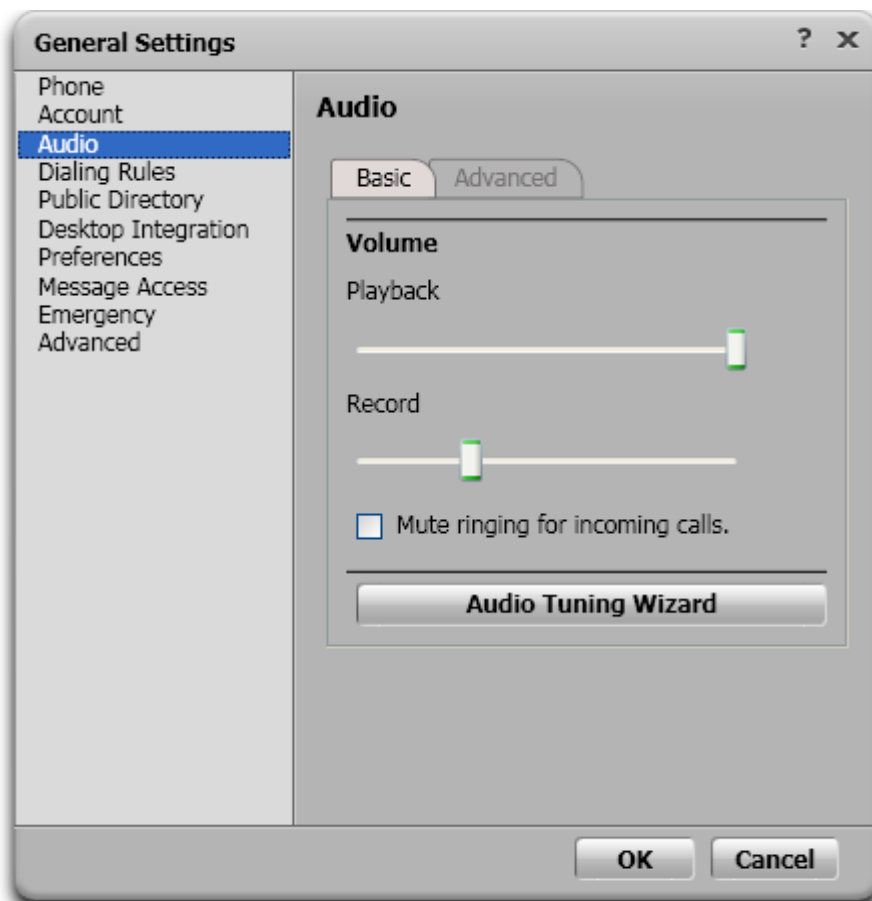 General Settings
?
Phone
Account
Audio
Dialing Rules
Public Directory
Desktop Integration
Preferences
Message Access
Emergency
Advanced
Audio
Basic
Advanced
Volume
Playback
Record
Mute ringing for incoming calls.
Audio Tuning Wizard
OK
Cancel